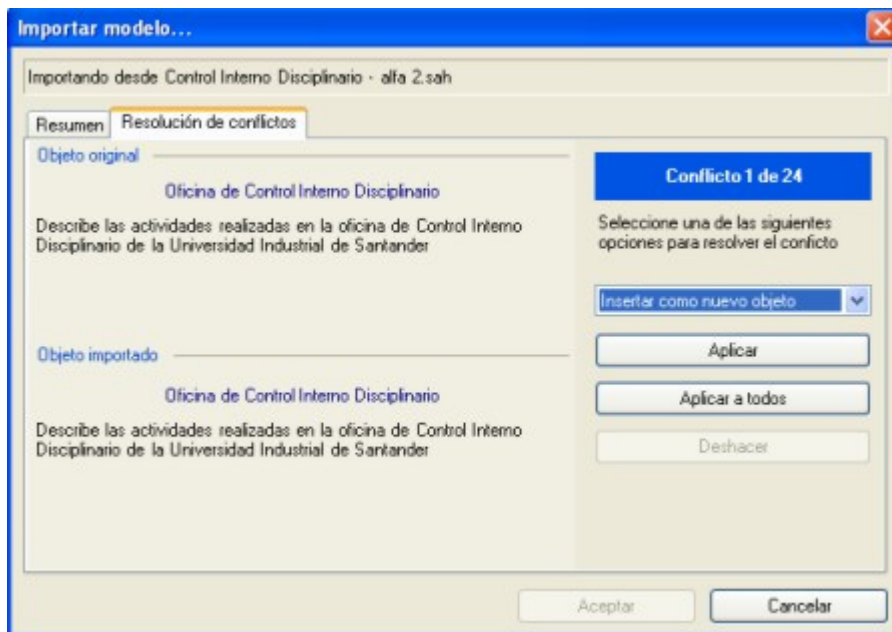 Importar modelo...
Importando desde Control Interno Disciplinario - alfa 2.sah
Resumen
Resolución de conflictos
Objeto original
Oficina de Control Interno Disciplinario
Describe las actividades realizadas en la oficina de Control Interno
Disciplinario de la Universidad Industrial de Santander
Objeto importado
Oficina de Control Interno Disciplinario
Describe las actividades realizadas en la oficina de Control Interno
Disciplinario de la Universidad Industrial de Santander
Conflicto 1 de 24
Seleccione una de las siguientes
opciones para resolver el conficto
Insertar como nuevo objeto
Aplicar
Aplicar a todos
Deshacer
Aceptar
Cancelar